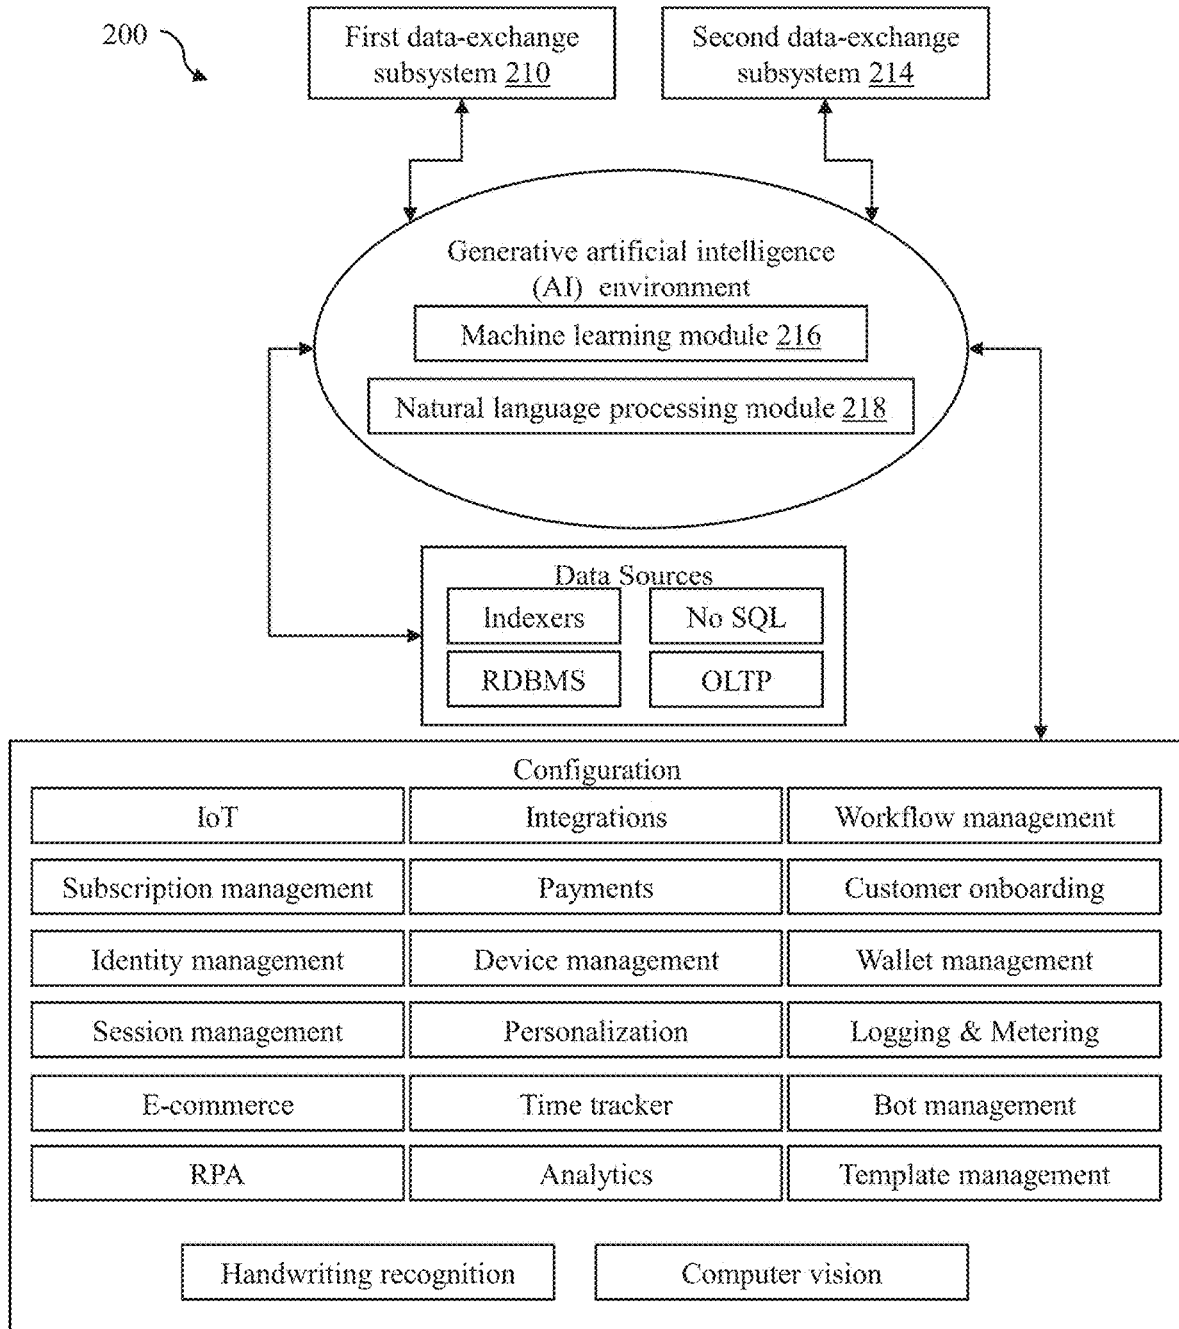 200
First data-exchange
subsystem 210
Second data-exchange
subsystem 214
Generative artificial intelligence
(AI) environment
Machine learning module 216
Natural language processing module 218
Data Sources
Indexers
No SQL
RDBMS
OLTP
Configuration
IoT
Integrations
Workflow management
Subscription management
Payments
Customer onboarding
Identity management
Device management
Wallet management
Session management
Personalization
Logging & Metering
E-commerce
Time tracker
Bot management
RPA
Analytics
Template management
Handwriting recognition
Computer vision